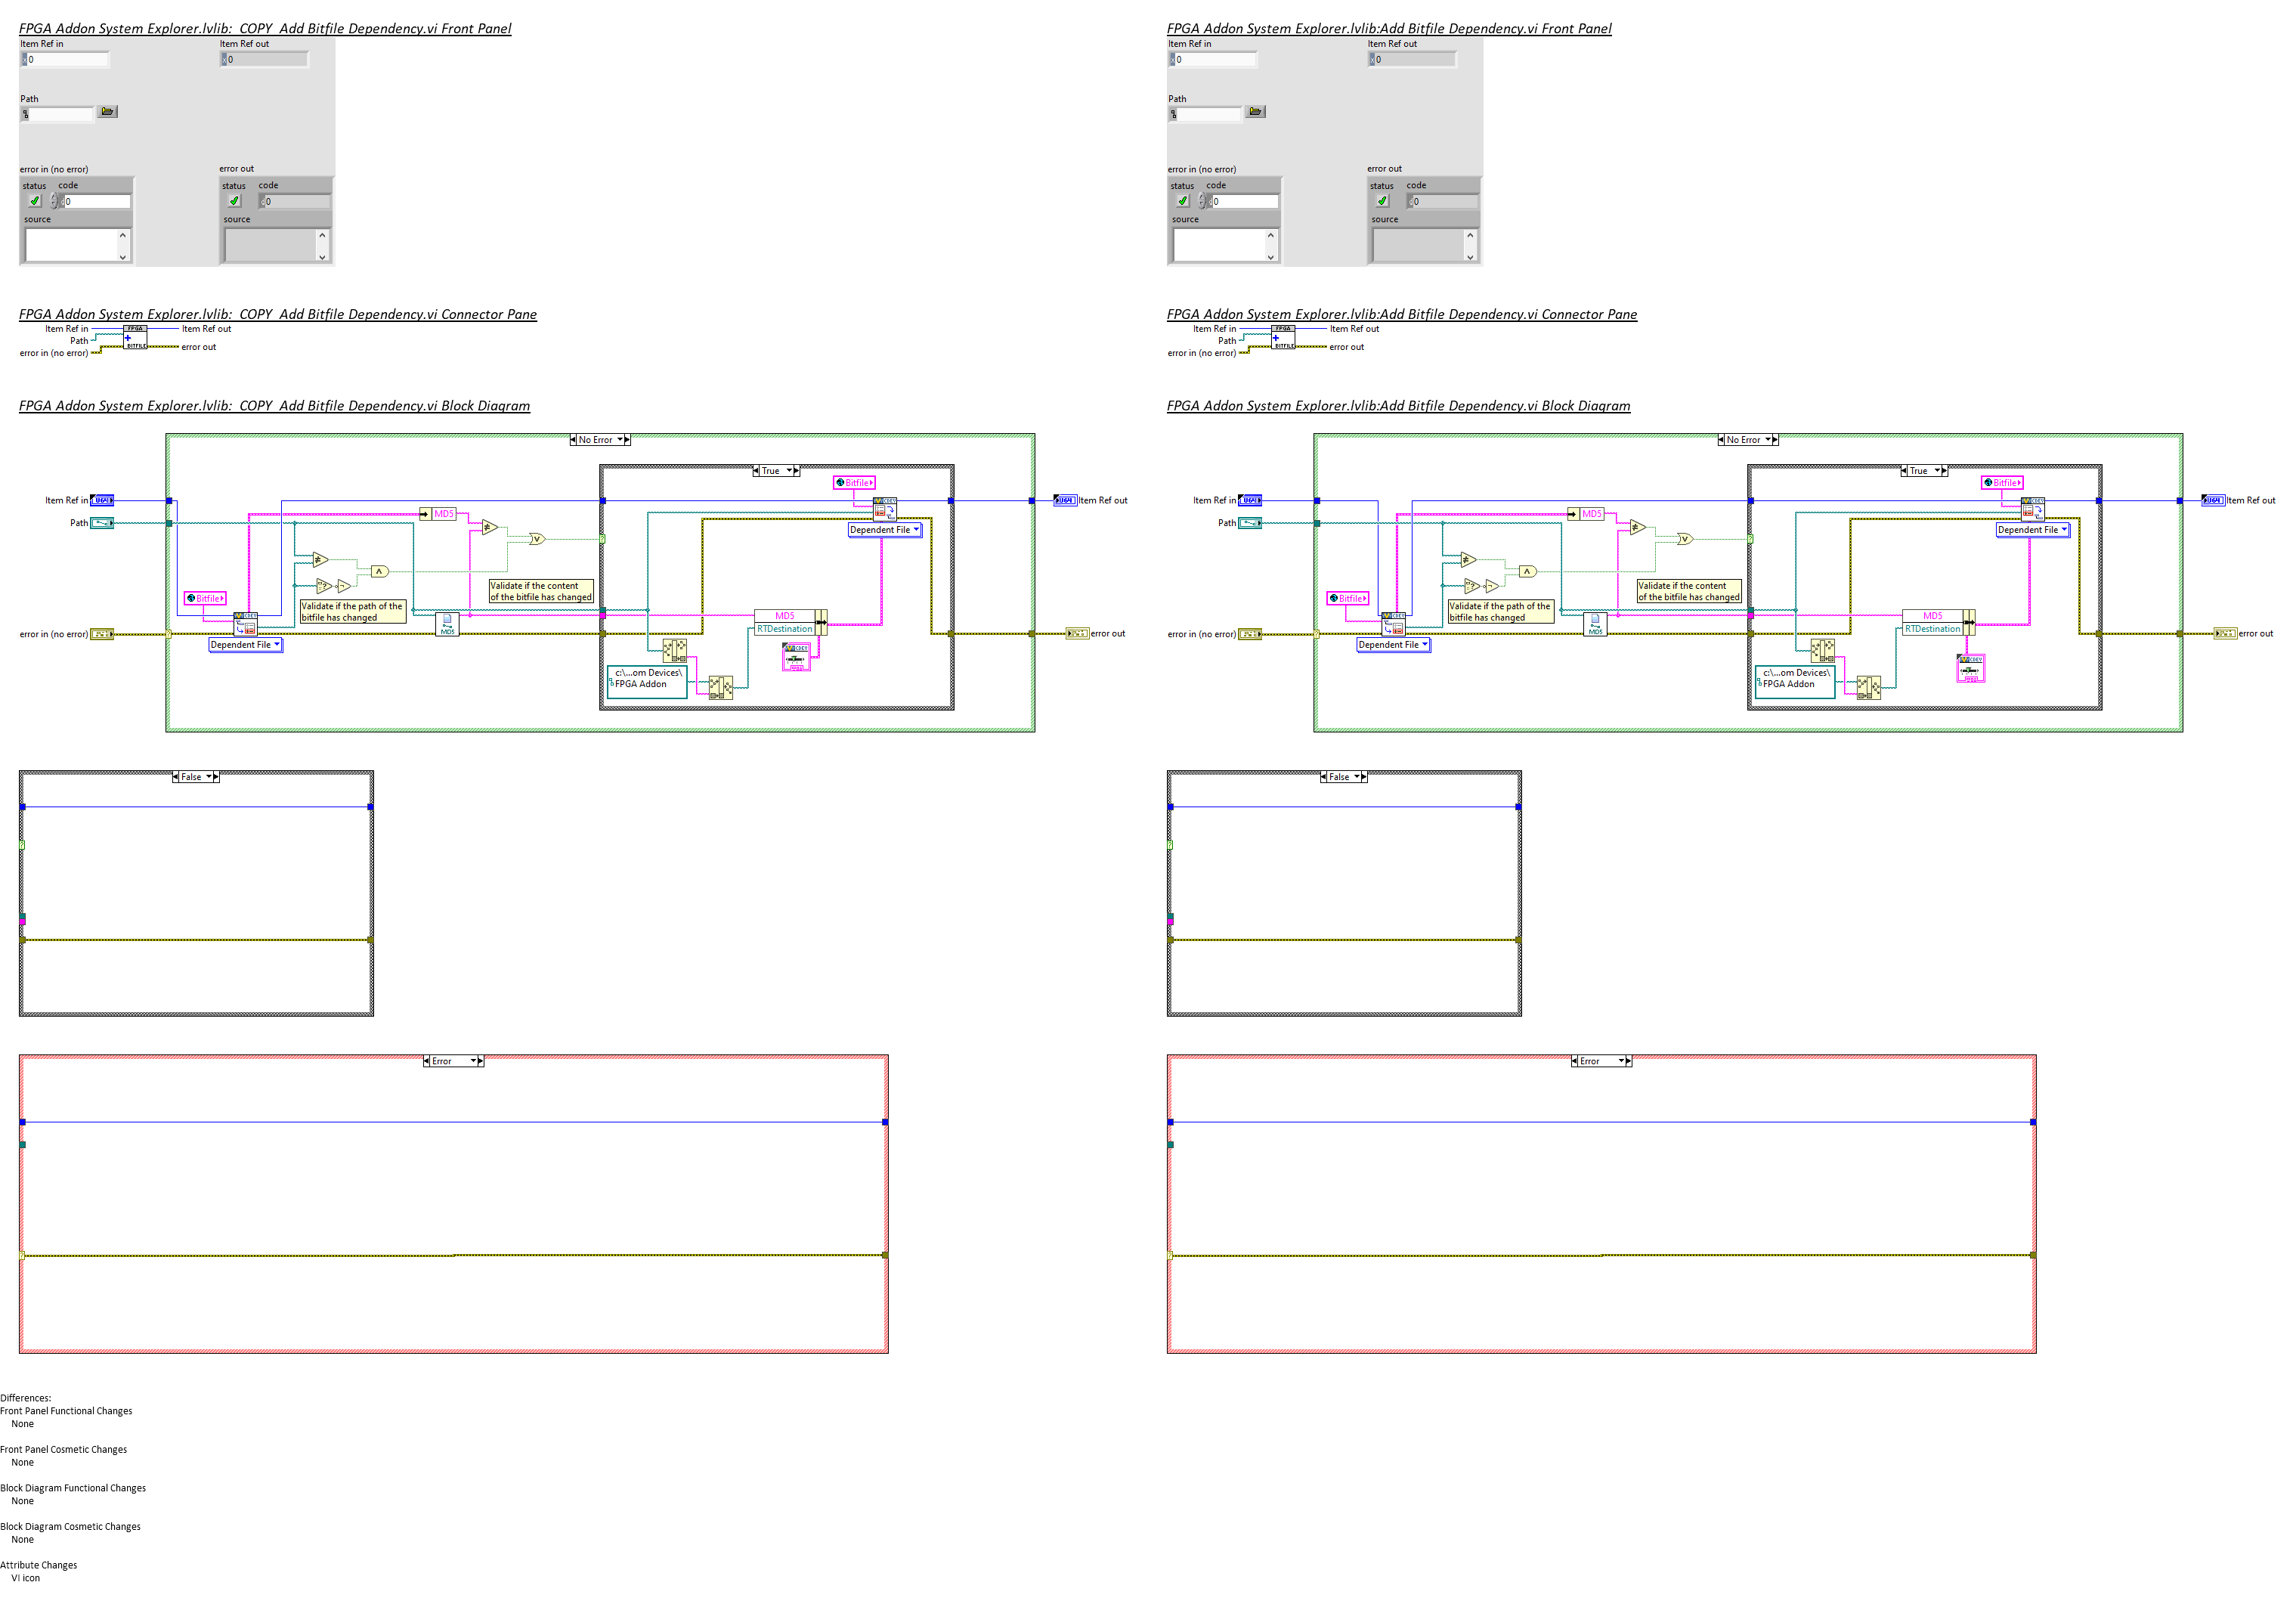 FPGA Addon System Explorer.lvlib:_COPY_Add Bitfile Dependency.vi Front Panel
Item Ref in
Item Ref out
0
0
Path
error in (no error)
error out
status code
status code
0
0
source
source
FPGA Addon System Explorer.lvlib:_COPY_Add Bitfile Dependency.vi Connector Pane
Item Ref in
FPGA
Item Ref out
Path
BITFILE
error out
error in (no error)
FPGA Addon System Explorer.lvlib:_COPY_Add Bitfile Dependency.vi Block Diagram
No Error
True
Bitfile
Item Ref in
Item Ref out
MD5
Path
Dependent File
Validate if the content
of the bitfile has changed
Bitfile
Validate if the path of the
bitfile has changed
MD5
MD5
RTDestination
error in (no error)
error out
Dependent File
c:\...om Devices\
FPGA Addon
False
Error
Differences:
Front Panel Functional Changes
None
Front Panel Cosmetic Changes
None
Block Diagram Functional Changes
None
Block Diagram Cosmetic Changes
None
Attribute Changes
VI icon
FPGA Addon System Explorer.lvlib:Add Bitfile Dependency.vi Front Panel
Item Ref in
Item Ref out
0
0
Path
error in (no error)
error out
status code
status code
0
0
source
source
FPGA Addon System Explorer.lvlib:Add Bitfile Dependency.vi Connector Pane
Item Ref in
FPGA
Item Ref out
Path
BITFILE
error out
error in (no error)
FPGA Addon System Explorer.lvlib:Add Bitfile Dependency.vi Block Diagram
No Error
True
Bitfile
Item Ref in
Item Ref out
MD5
Path
Dependent File
Validate if the content
of the bitfile has changed
Bitfile
Validate if the path of the
bitfile has changed
MD5
MD5
RTDestination
error in (no error)
error out
Dependent File
c:\...om Devices\
FPGA Addon
False
Error